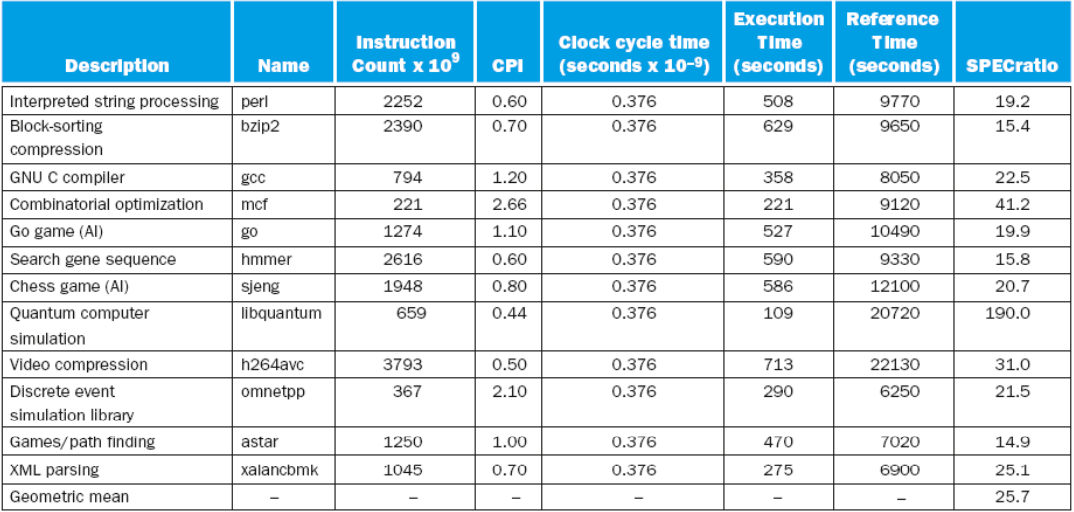 Description Name Instruction Count x 10^9 CPI Clock cycle time (seconds x 10^–9) Execution Time (seconds) Reference Time (seconds) SPECratio
Interpreted string processing perl 2252 0.60 0.376 508 9770 19.2
Block-sorting compression bzip2 2390 0.70 0.376 629 9650 15.4
GNU C compiler gcc 794 1.20 0.376 358 8050 22.5
Combinatorial optimization mcf 221 2.66 0.376 221 9120 41.2
Go game (AI) go 1274 1.10 0.376 527 10490 19.9
Search gene sequence hmmer 2616 0.60 0.376 590 9330 15.8
Chess game (AI) sjeng 1948 0.80 0.376 586 12100 20.7
Quantum computer simulation libquantum 659 0.44 0.376 109 20720 190.0
Video compression h264avc 3793 0.50 0.376 713 22130 31.0
Discrete event simulation library omnetpp 367 2.10 0.376 290 6250 21.5
Games/path finding astar 1250 1.00 0.376 470 7020 14.9
XML parsing xalancbmk 1045 0.70 0.376 275 6900 25.1
Geometric mean – – – – – – 25.7